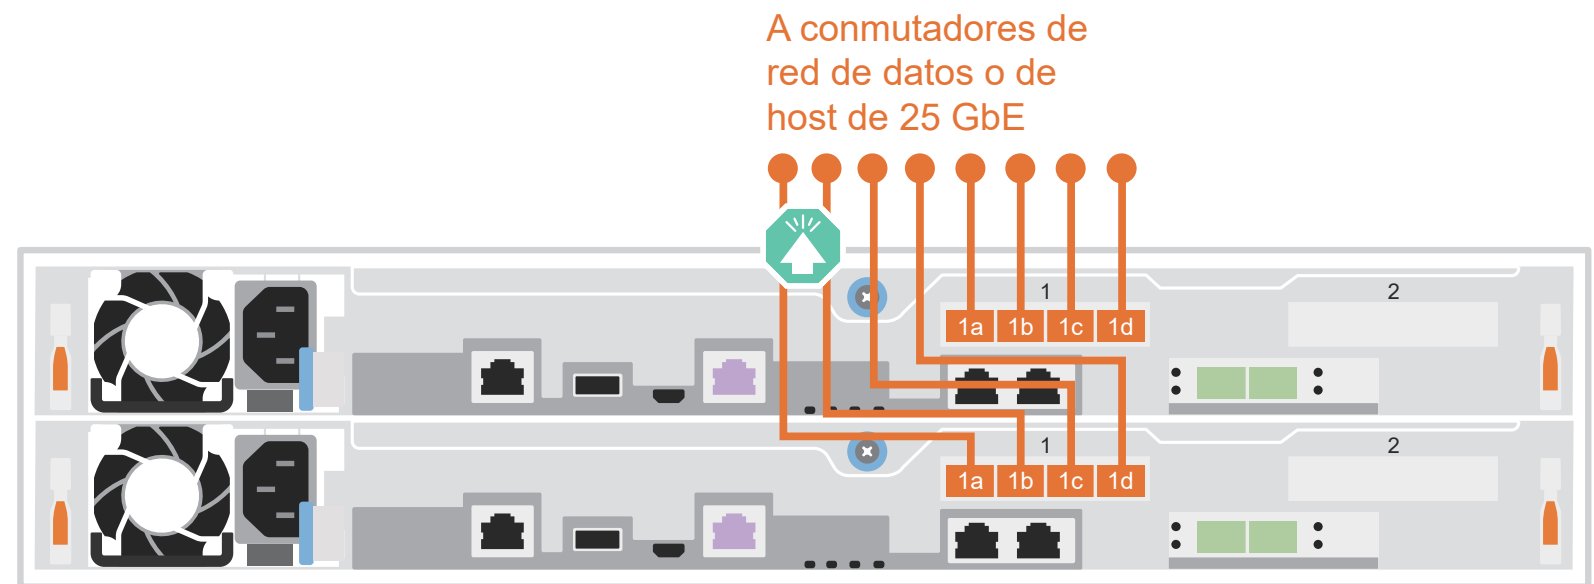 A conmutadores de
red de datos o de
host de 25 GbE
1 2
1a 1b 1c 1d
1 2
1a 1b 1c 1d